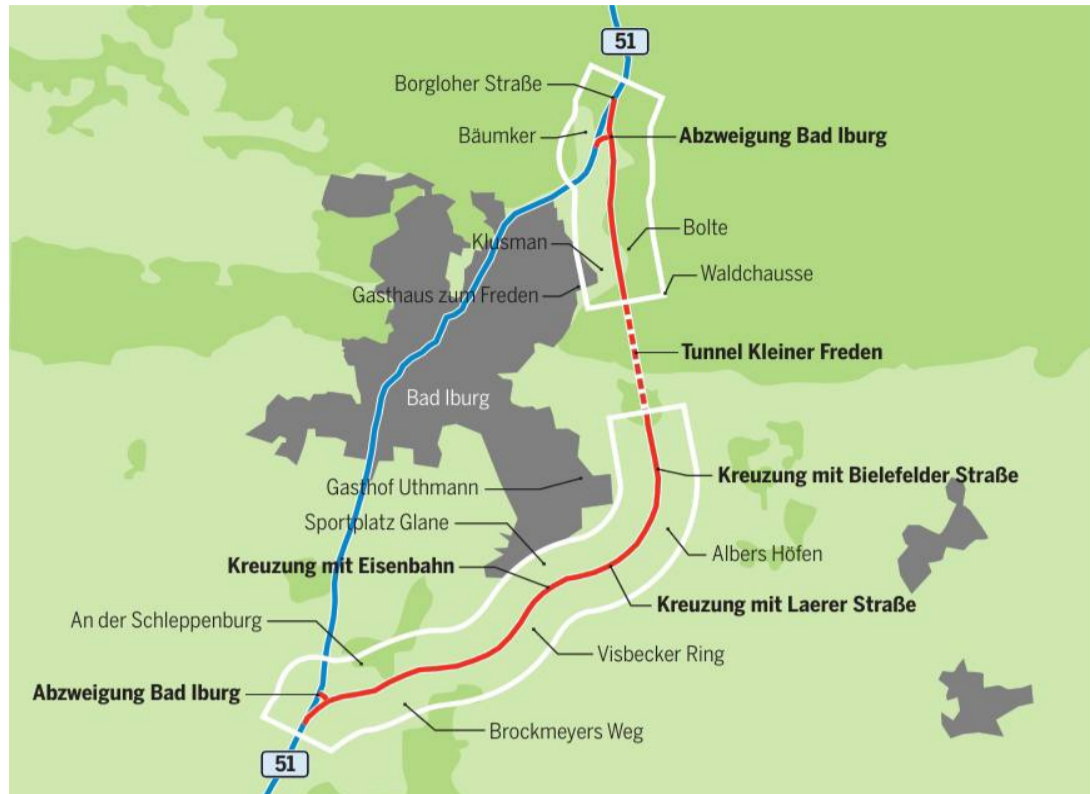 51
Borgloher Straße
Bäumker
Abzweigung Bad Iburg
Bolte
Klusman
Waldchausse
Gasthaus zum Freden
Tunnel Kleiner Freden
Bad Iburg
Kreuzung mit Bielefelder Straße
Gasthof Uthmann
Sportplatz Glane
Albers Höfen
Kreuzung mit Eisenbahn
Kreuzung mit Laerer Straße
An der Schleppenburg
Visbecker Ring
Abzweigung Bad Iburg
Brockmeyers Weg
51